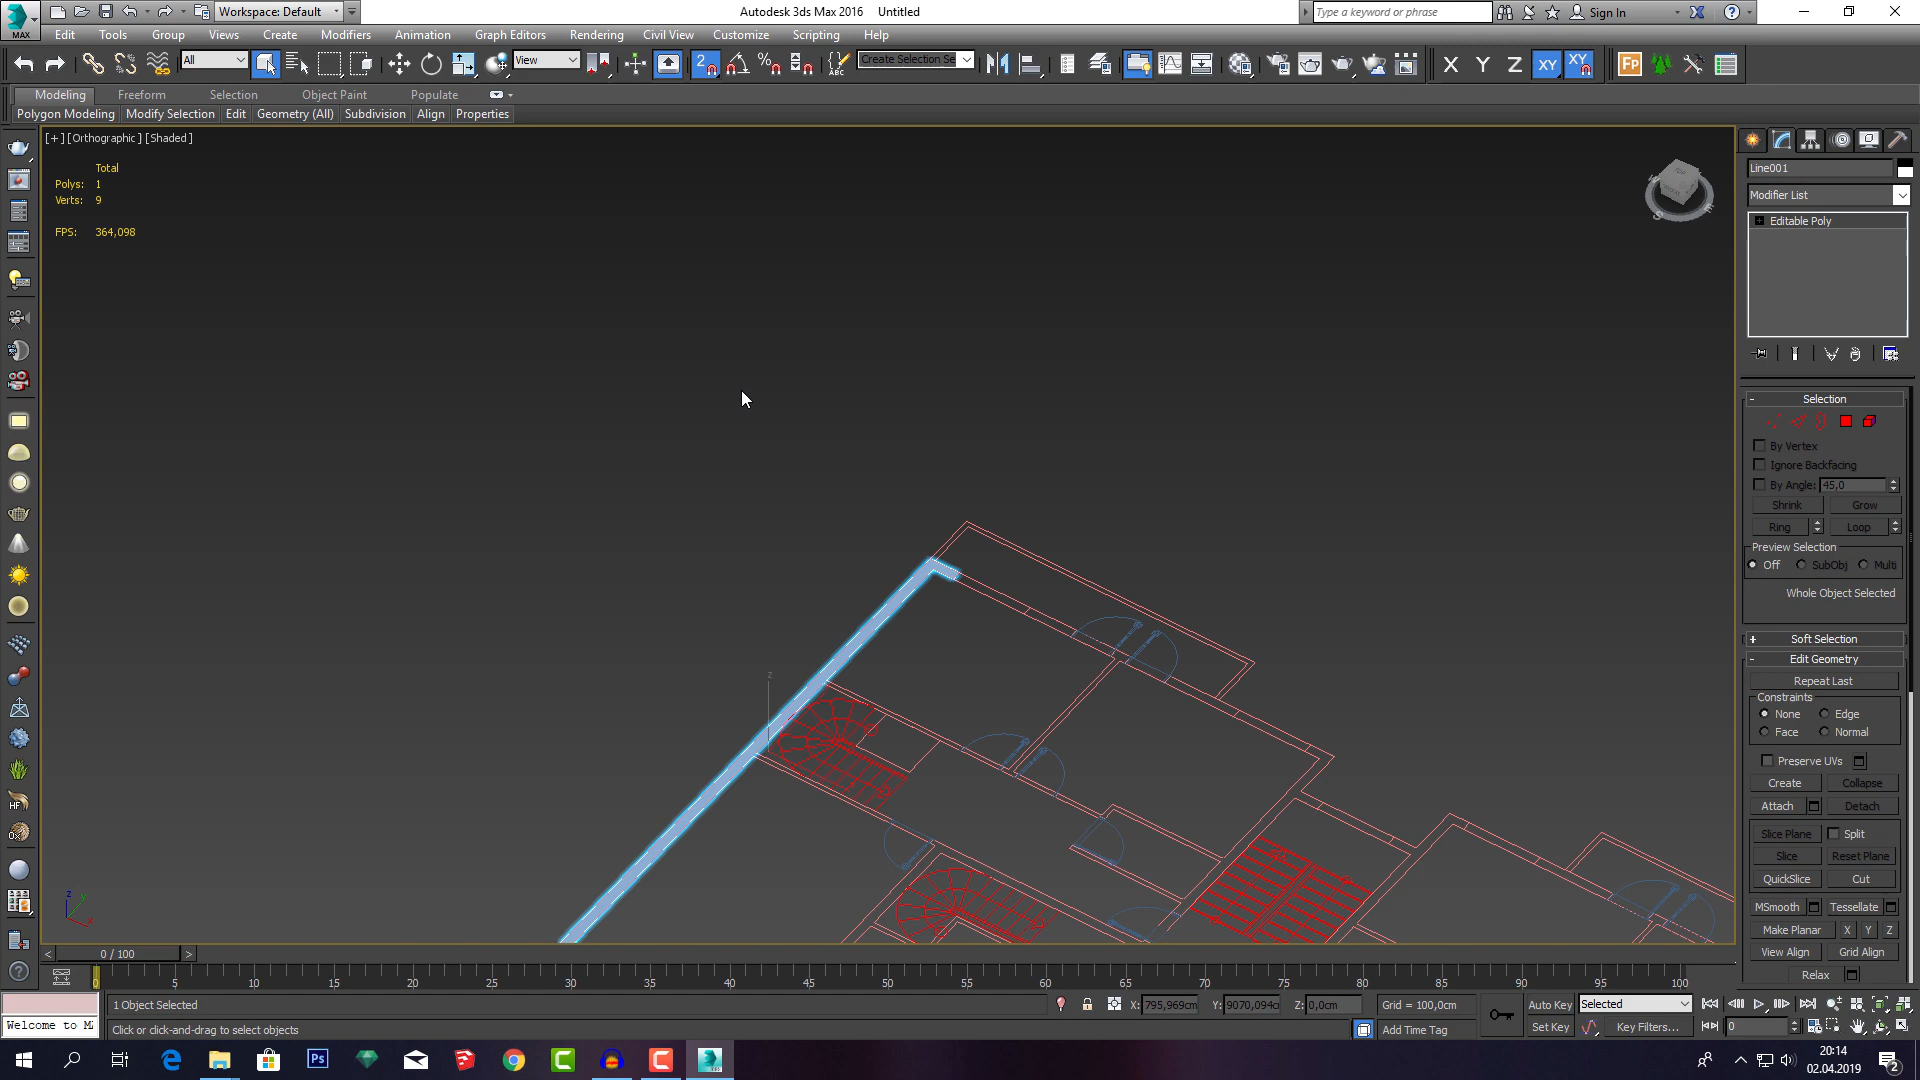 MAX
Workspace: Default
Autodesk 3ds Max 2016 Untitled
Type a keyword or phrase
Sign In
Edit Tools Group Views Create Modifiers Animation Graph Editors Rendering Civil View Customize Scripting Help
All View Create Selection Se X Y Z XY XY Fp
Modeling Freeform Selection Object Paint Populate
Polygon Modeling Modify Selection Edit Geometry (All) Subdivision Align Properties
[+] [Orthographic] [Shaded]
Total
Polys: 1
Verts: 9
FPS: 364,098
Line001
Modifier List
Editable Poly
Selection
By Vertex
Ignore Backfacing
By Angle: 45,0
Shrink Grow
Ring Loop
Preview Selection
Off SubObj Multi
Whole Object Selected
Soft Selection
Edit Geometry
Repeat Last
Constraints
None Edge
Face Normal
Preserve UVs
Create Collapse
Attach Detach
Slice Plane Split
Slice Reset Plane
QuickSlice Cut
MSmooth Tessellate
Make Planar X Y Z
View Align Grid Align
Relax
z
z y x
0 / 100
0 5 10 15 20 25 30 35 40 45 50 55 60 65 70 75 80 85 90 95 100
1 Object Selected
X: 795,969cm Y: 9070,094c Z: 0,0cm Grid = 100,0cm
Auto Key Selected
Welcome to M
Click or click-and-drag to select objects
Add Time Tag
Set Key Key Filters... 0
20:14
02.04.2019
2